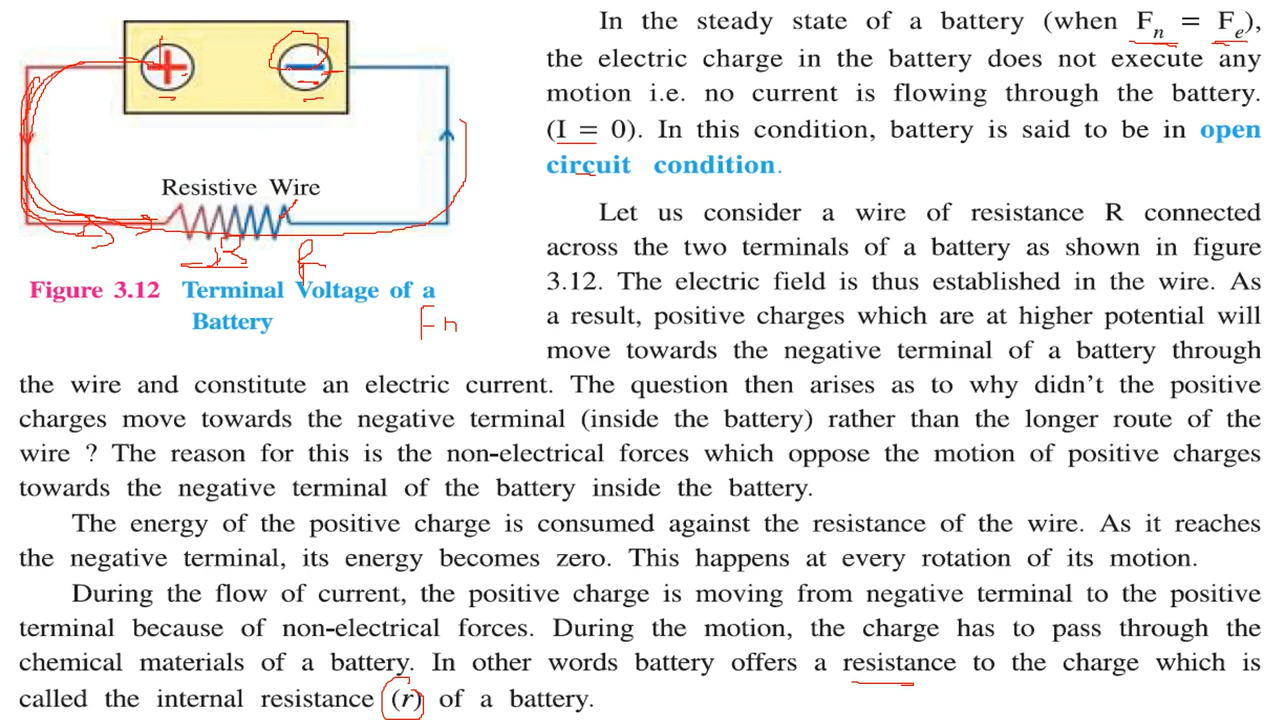 In the steady state of a battery (when Fn = Fe),
the electric charge in the battery does not execute any
motion i.e. no current is flowing through the battery.
(I = 0). In this condition, battery is said to be in open
circuit condition.
+
−
Resistive Wire
R
Figure 3.12 Terminal Voltage of a
Battery
Fn
Let us consider a wire of resistance R connected
across the two terminals of a battery as shown in figure
3.12. The electric field is thus established in the wire. As
a result, positive charges which are at higher potential will
move towards the negative terminal of a battery through
the wire and constitute an electric current. The question then arises as to why didn't the positive
charges move towards the negative terminal (inside the battery) rather than the longer route of the
wire ? The reason for this is the non-electrical forces which oppose the motion of positive charges
towards the negative terminal of the battery inside the battery.
The energy of the positive charge is consumed against the resistance of the wire. As it reaches
the negative terminal, its energy becomes zero. This happens at every rotation of its motion.
During the flow of current, the positive charge is moving from negative terminal to the positive
terminal because of non-electrical forces. During the motion, the charge has to pass through the
chemical materials of a battery. In other words battery offers a resistance to the charge which is
called the internal resistance (r) of a battery.